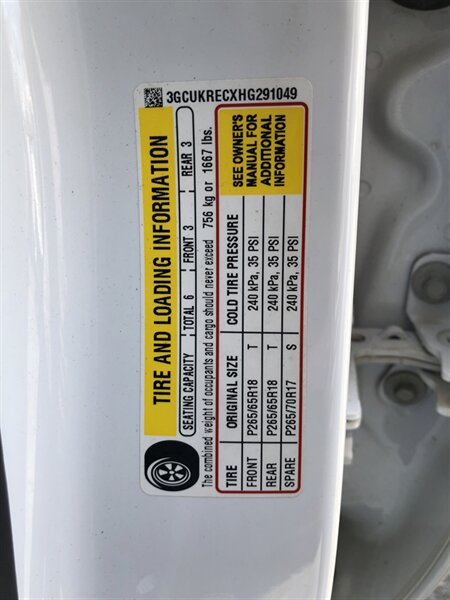 3GCUKRECXHG291049
TIRE AND LOADING INFORMATION
SEATING CAPACITY TOTAL 6 FRONT 3 REAR 3
The combined weight of occupants and cargo should never exceed 756 kg or 1667 lbs.
TIRE ORIGINAL SIZE COLD TIRE PRESSURE
FRONT P265/65R18 T 240 kPa, 35 PSI
REAR P265/65R18 T 240 kPa, 35 PSI
SPARE P265/70R17 S 240 kPa, 35 PSI
SEE OWNER'S
MANUAL FOR
ADDITIONAL
INFORMATION